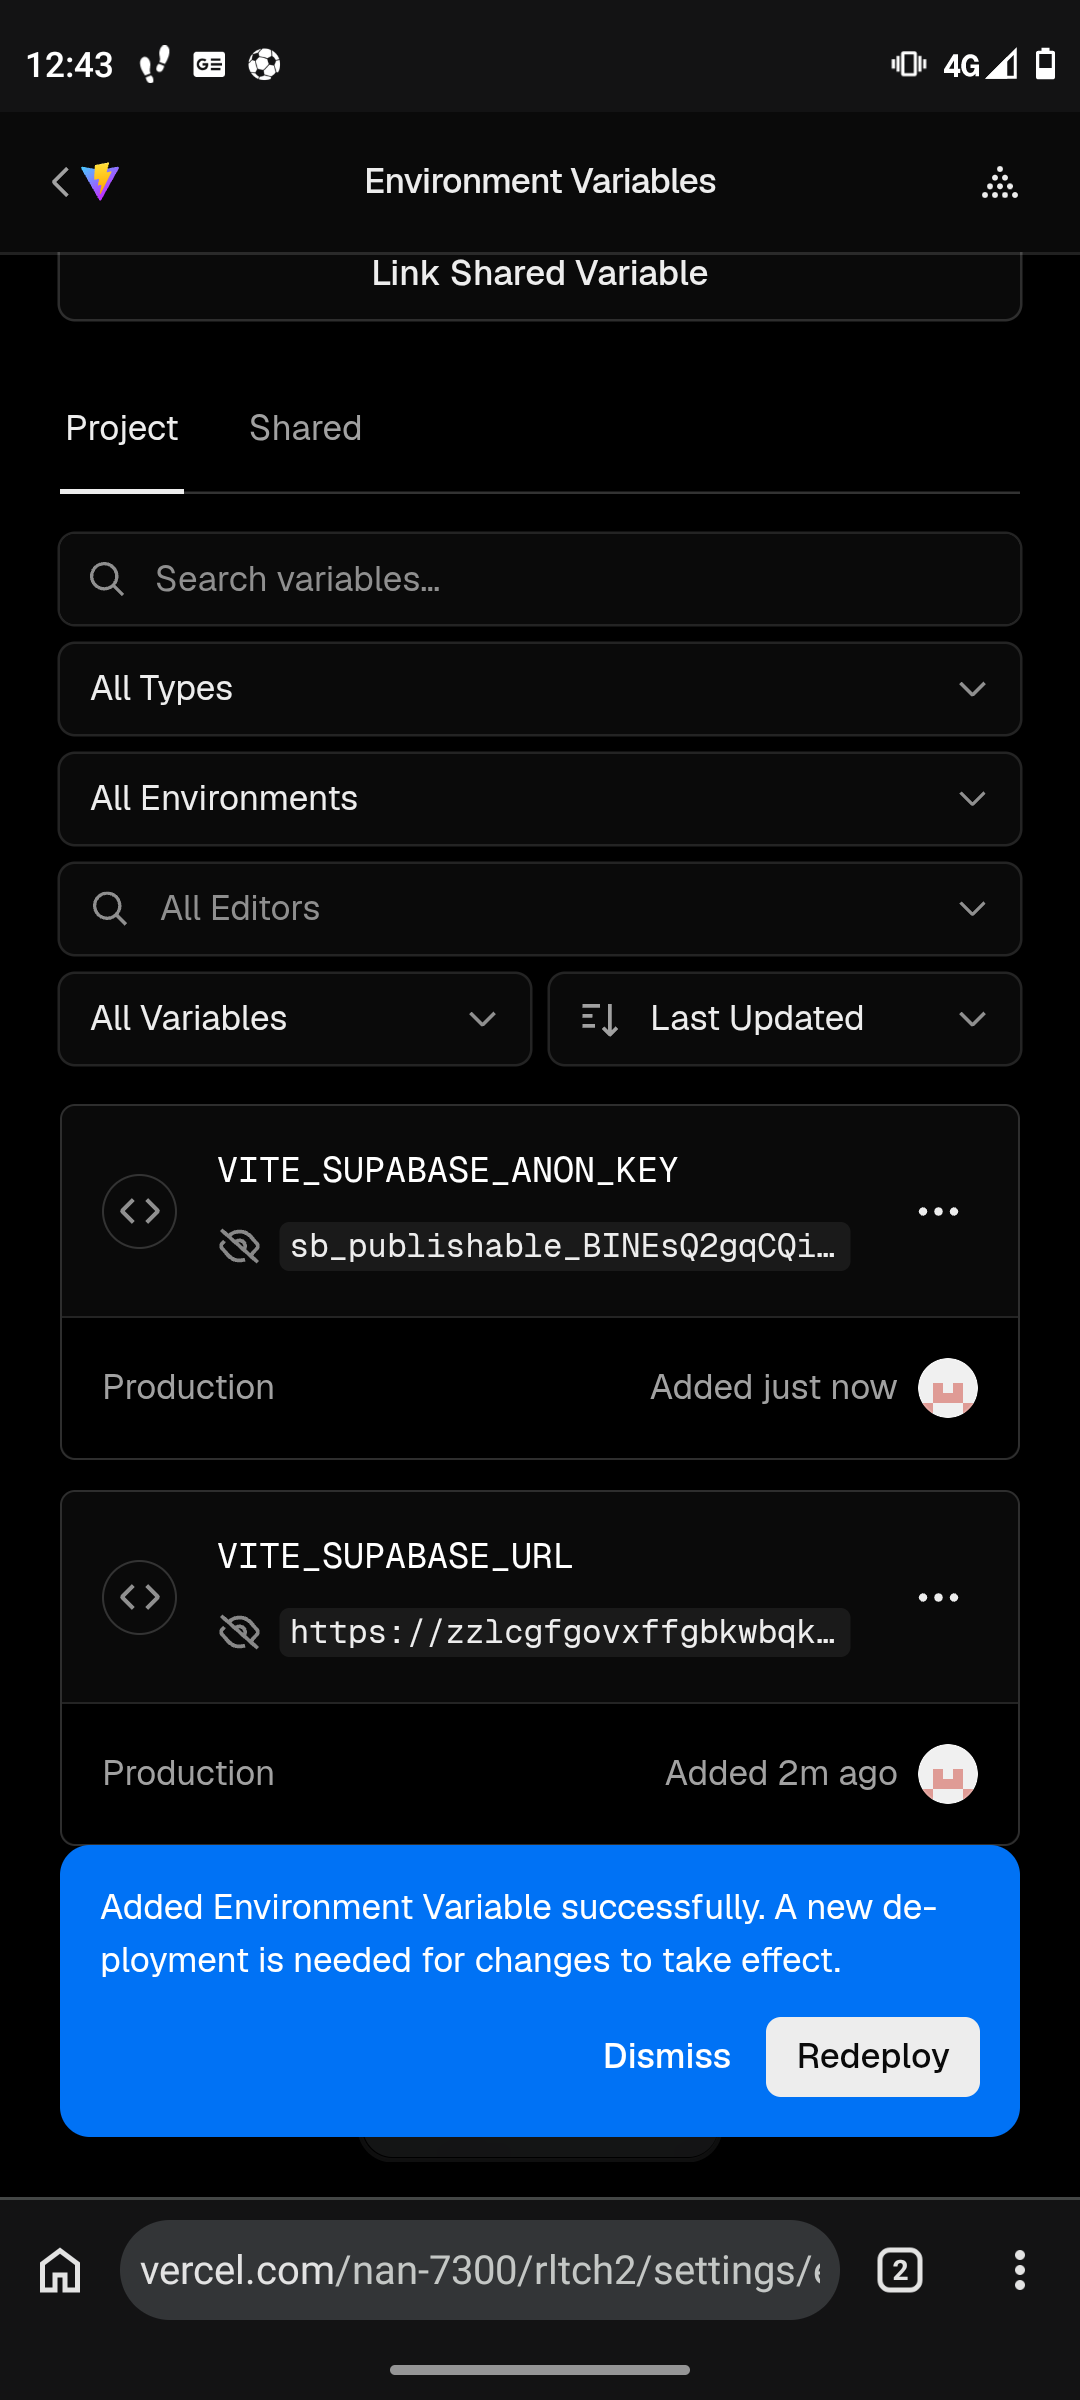 12:43
GE
4G
Environment Variables
Link Shared Variable
Project Shared
Search variables...
All Types
All Environments
All Editors
All Variables Last Updated
VITE_SUPABASE_ANON_KEY
sb_publishable_BINEsQ2gqCQi…
Production Added just now
VITE_SUPABASE_URL
https://zzlcgfgovxffgbkwbqk…
Production Added 2m ago
Added Environment Variable successfully. A new de-
ployment is needed for changes to take effect.
Dismiss Redeploy
vercel.com/nan-7300/rltch2/settings/e
2